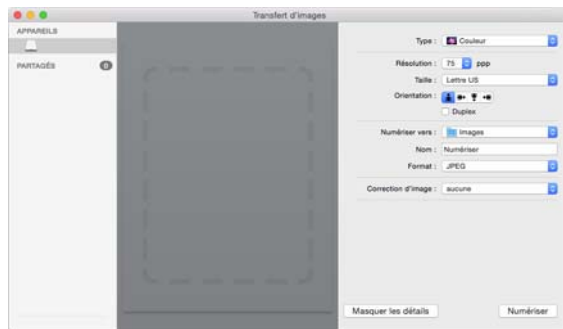 Transfert d'images
APPAREILS
PARTAGÉS 0
Type : Couleur
Résolution : 75 ppp
Taille : Lettre US
Orientation :
Duplex
Numériser vers : Images
Nom : Numériser
Format : JPEG
Correction d'image : aucune
Masquer les détails Numériser